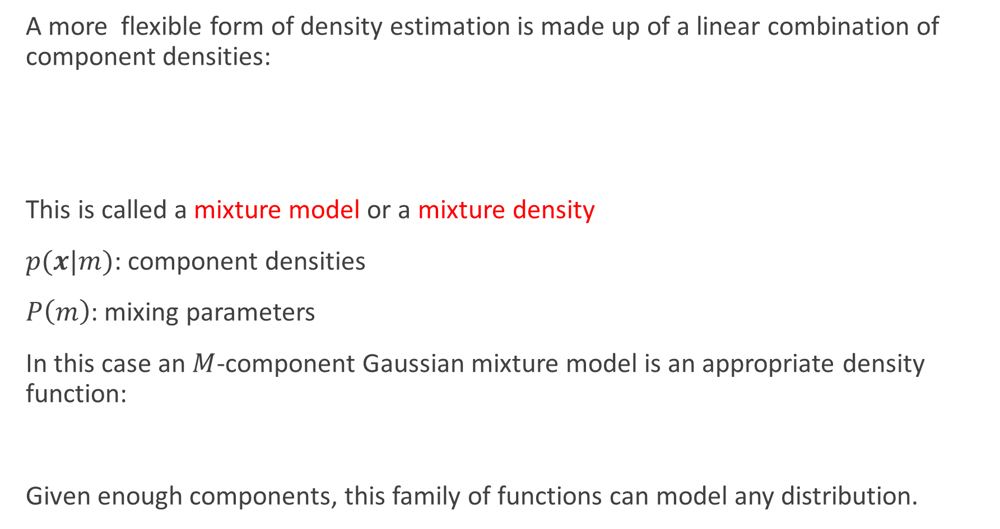 A more  flexible form of density estimation is made up of a linear combination of
component densities:
This is called a mixture model or a mixture density
p(x|m): component densities
P(m): mixing parameters
In this case an M-component Gaussian mixture model is an appropriate density
function:
Given enough components, this family of functions can model any distribution.